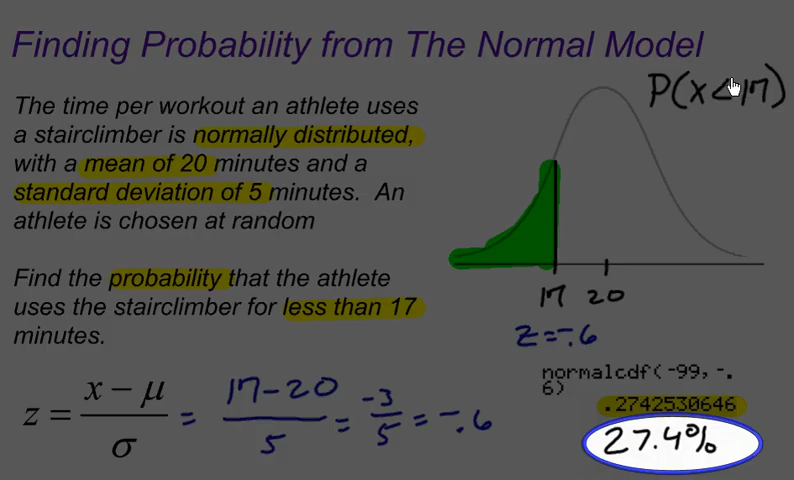 Finding Probability from The Normal Model
P(x<17)
The time per workout an athlete uses
a stairclimber is normally distributed,
with a mean of 20 minutes and a
standard deviation of 5 minutes. An
athlete is chosen at random
Find the probability that the athlete
uses the stairclimber for less than 17
minutes.
17 20
z=-.6
z = x - μ / σ = 17-20 / 5 = -3 / 5 = -.6
normalcdf(-99,-.
6)
.2742530646
27.4%